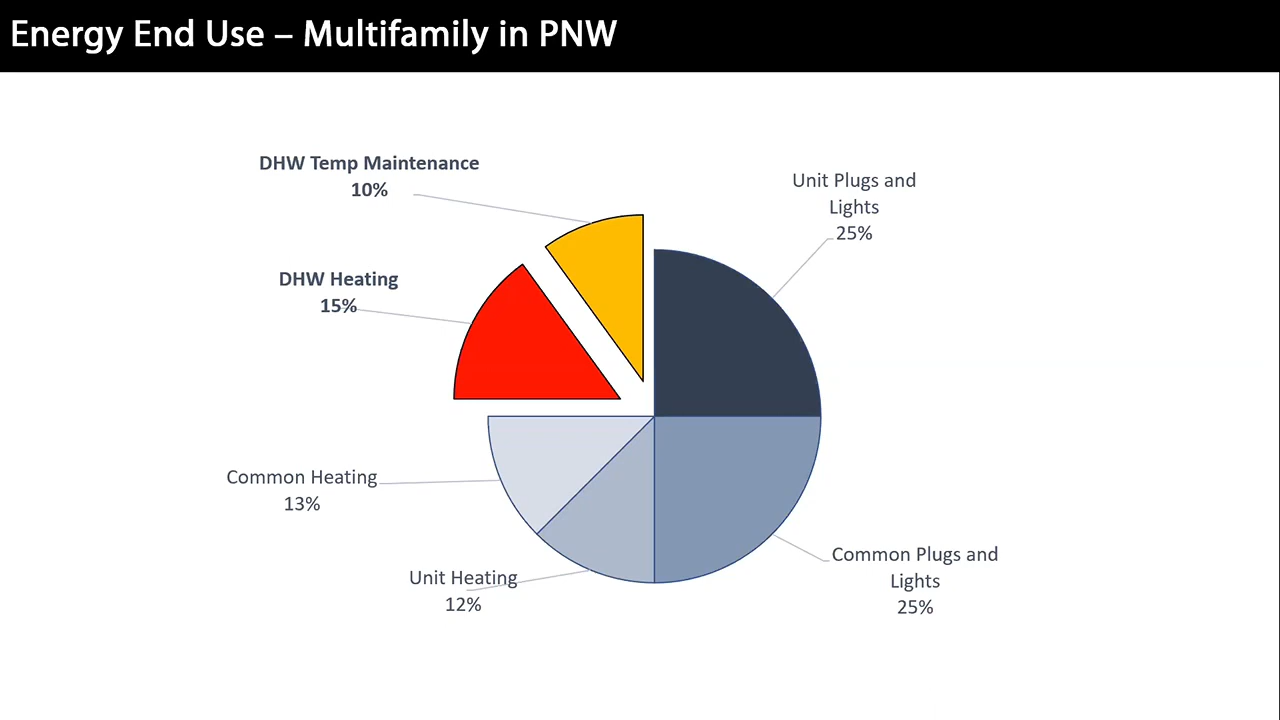 Energy End Use – Multifamily in PNW
DHW Temp Maintenance
10%
Unit Plugs and
Lights
25%
DHW Heating
15%
Common Heating
13%
Unit Heating
12%
Common Plugs and
Lights
25%